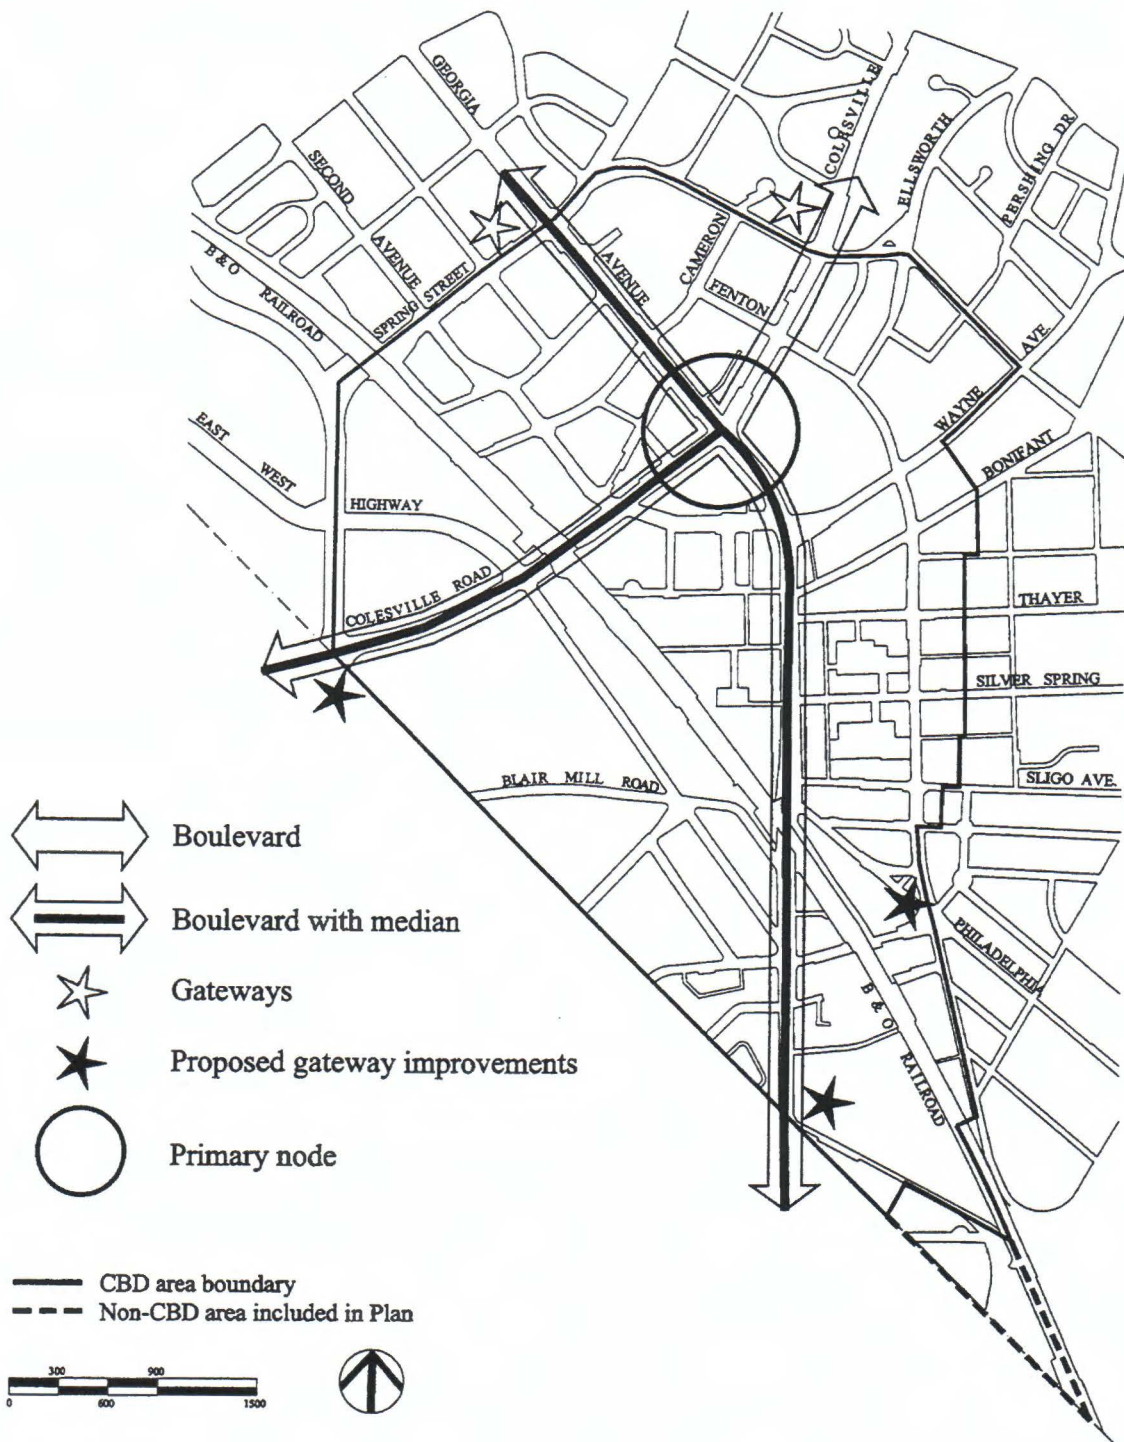 GEORGIA
COLESVILLE
ELLSWORTH
PERSHING DR
SECOND
AVENUE
B & O
RAILROAD
SPRING STREET
AVENUE
CAMERON
FENTON
WAYNE
AVE.
BONIFANT
EAST
WEST
HIGHWAY
COLESVILLE ROAD
THAYER
SILVER SPRING
BLAIR MILL ROAD
SLIGO AVE.
PHILADELPHIA
B & O
RAILROAD
Boulevard
Boulevard with median
Gateways
Proposed gateway improvements
Primary node
CBD area boundary
Non-CBD area included in Plan
300 900
0 600 1500